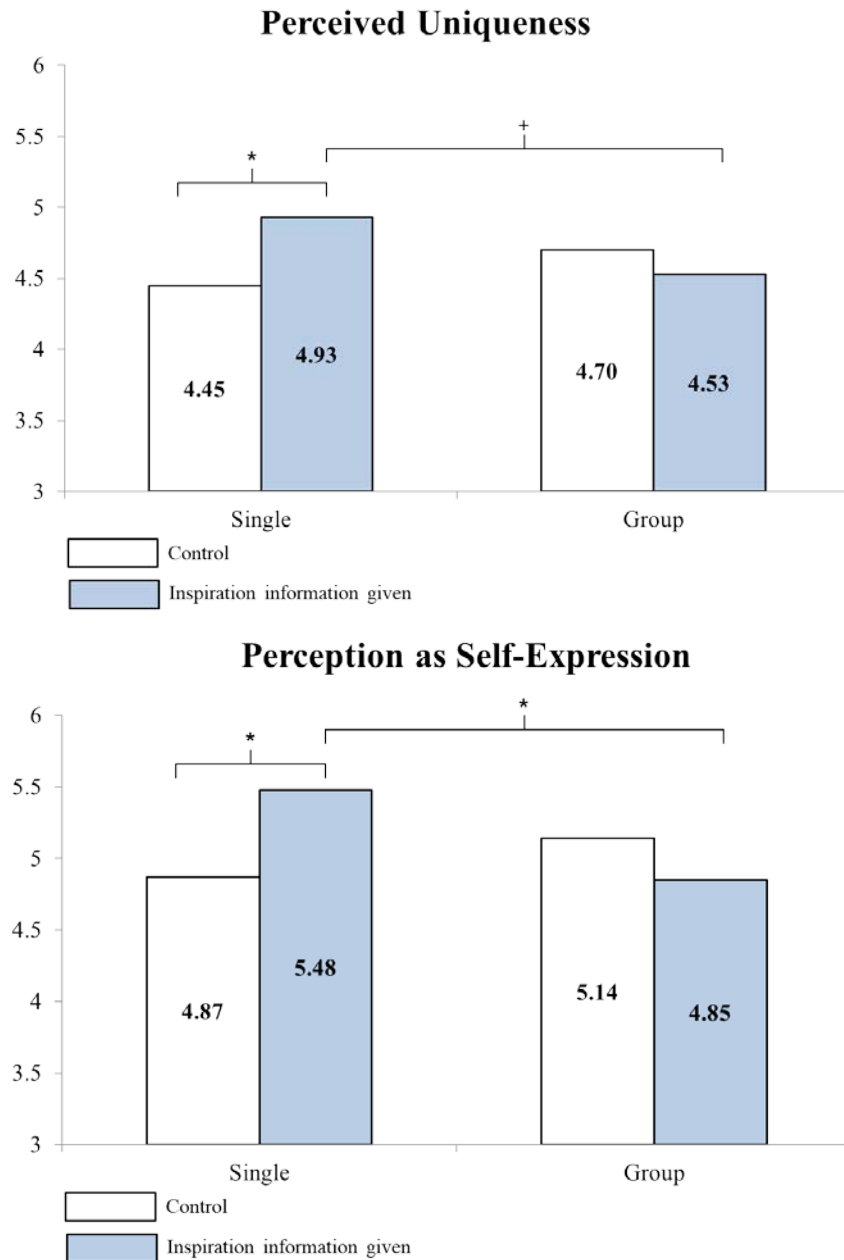 Perceived Uniqueness
6
5.5
5
4.5
4
3.5
3
*
+
4.45
4.93
4.70
4.53
Single
Group
Control
Inspiration information given
Perception as Self-Expression
6
5.5
5
4.5
4
3.5
3
*
*
4.87
5.48
5.14
4.85
Single
Group
Control
Inspiration information given